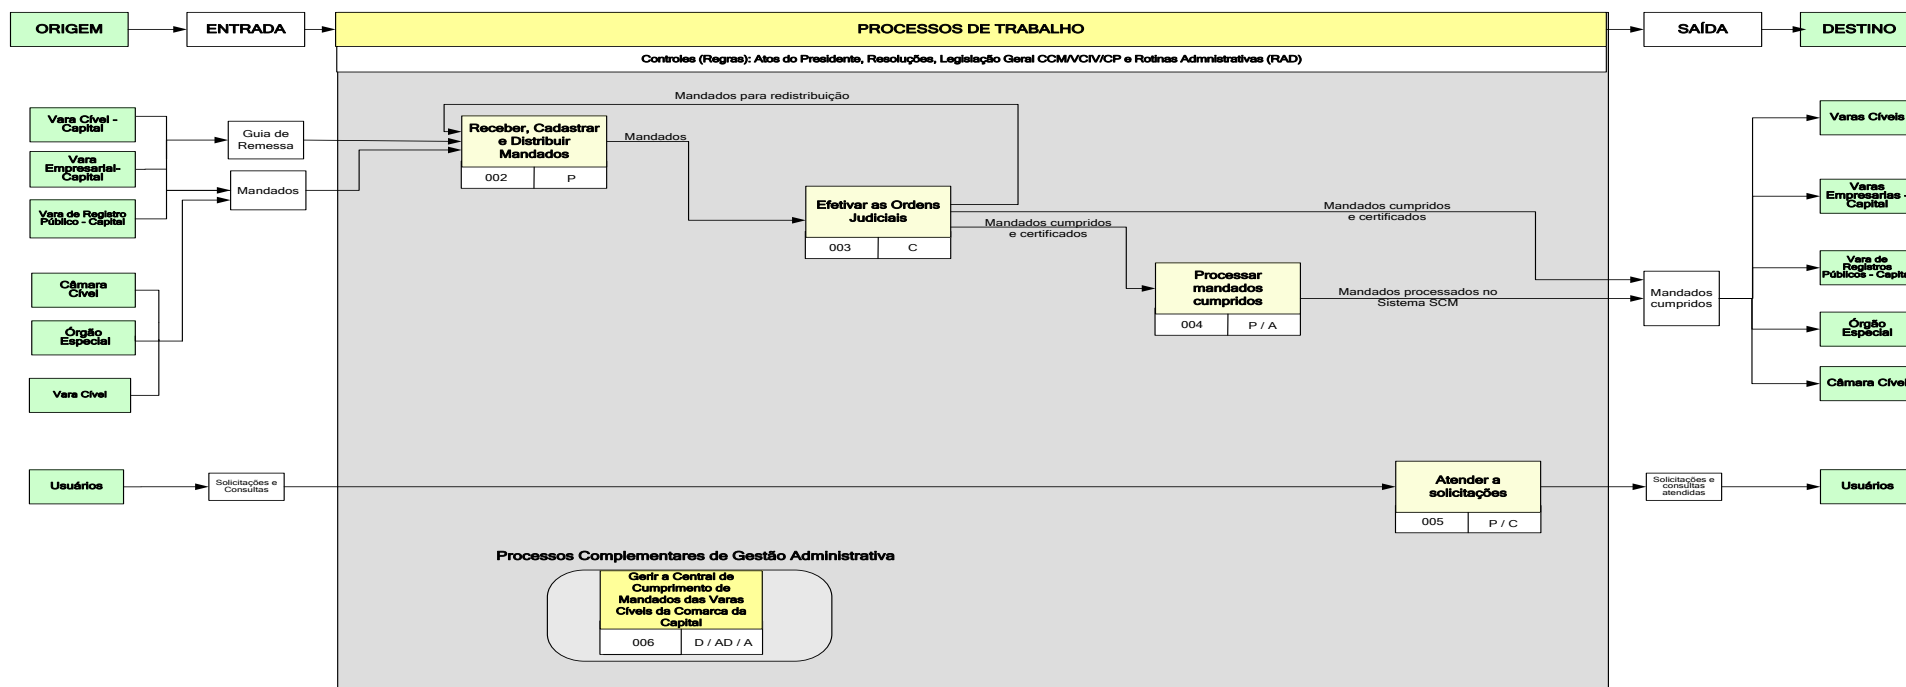 ORIGEM
ENTRADA
PROCESSOS DE TRABALHO
SAÍDA
DESTINO
Controles (Regras): Atos do Presidente, Resoluções, Legislação Geral CCM/VCIV/CP e Rotinas Admnistrativas (RAD)
Vara Cível -
Capital
Vara
Empresarial-
Capital
Vara de Registro
Público - Capital
Câmara
Cível
Órgão
Especial
Vara Cível
Usuários
Guia de
Remessa
Mandados
Solicitações e
Consultas
Mandados para redistribuição
Receber, Cadastrar
e Distribuir
Mandados
002
P
Mandados
Efetivar as Ordens
Judiciais
003
C
Mandados cumpridos
e certificados
Mandados cumpridos
e certificados
Processar
mandados
cumpridos
004
P / A
Mandados processados no
Sistema SCM
Atender a
solicitações
005
P / C
Processos Complementares de Gestão Administrativa
Gerir a Central de
Cumprimento de
Mandados das Varas
Cíveis da Comarca da
Capital
006
D / AD / A
Mandados
cumpridos
Solicitações e
consultas
atendidas
Varas Cíveis
Varas
Empresarias -
Capital
Vara de
Registros
Públicos - Capital
Órgão
Especial
Câmara Cível
Usuários